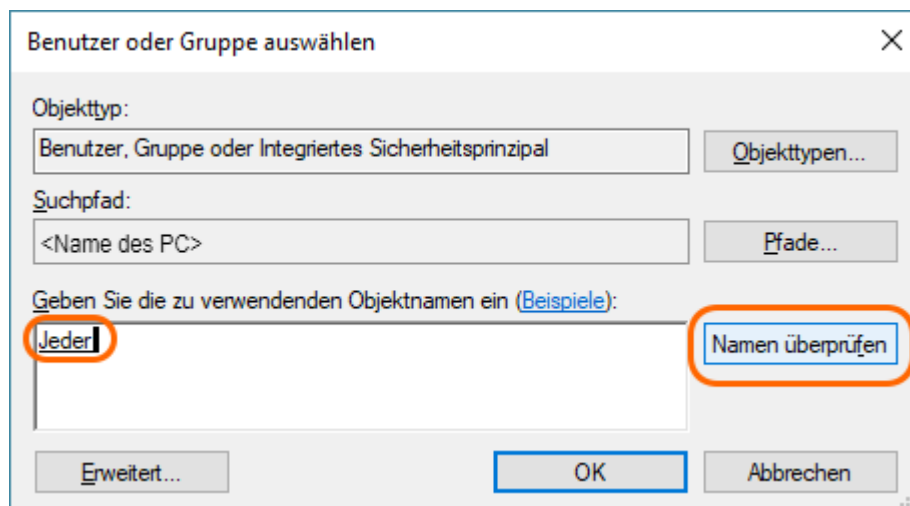 Benutzer oder Gruppe auswählen
Objekttyp:
Benutzer, Gruppe oder Integriertes Sicherheitsprinzipal
Objekttypen...
Suchpfad:
<Name des PC>
Pfade...
Geben Sie die zu verwendenden Objektnamen ein (Beispiele):
Jeder
Namen überprüfen
Erweitert...
OK
Abbrechen